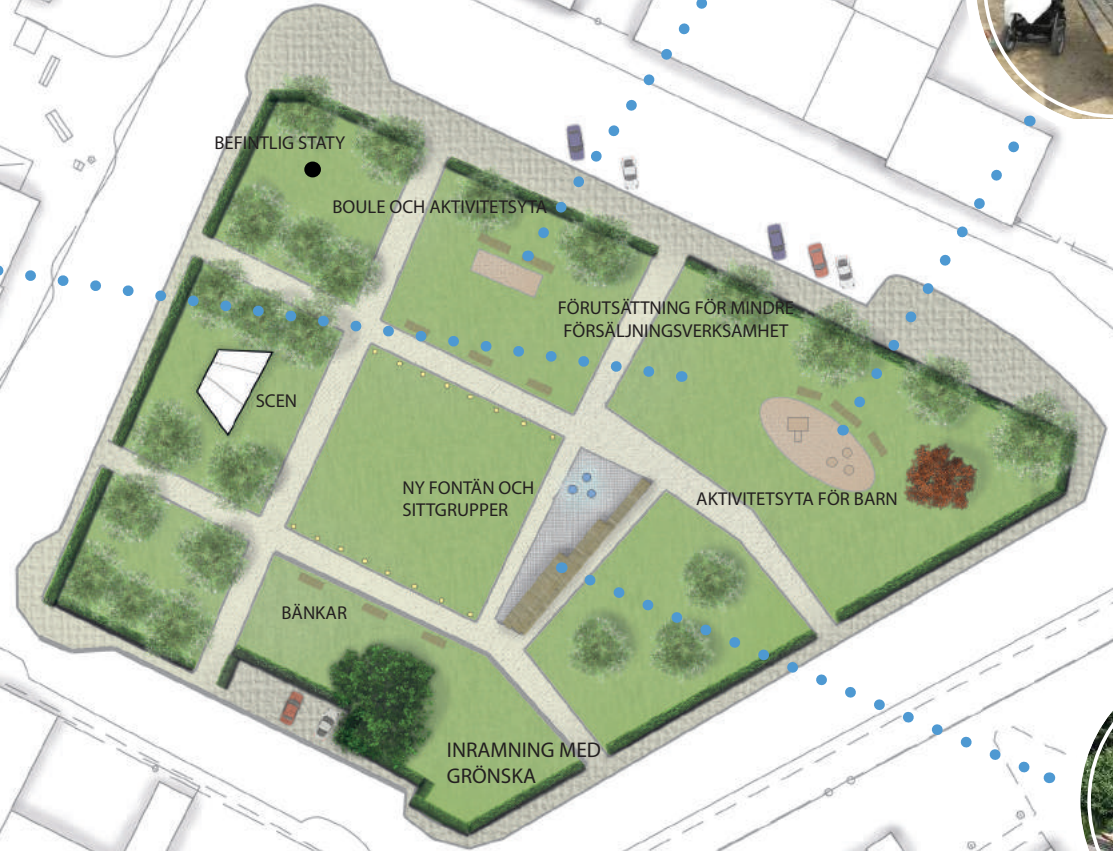 BEFINTLIG STATY
BOULE OCH AKTIVITETSYTA
FÖRUTSÄTTNING FÖR MINDRE
FÖRSÄLJNINGSVERKSAMHET
SCEN
NY FONTÄN OCH
SITTGRUPPER
AKTIVITETSYTA FÖR BARN
BÄNKAR
INRAMNING MED
GRÖNSKA